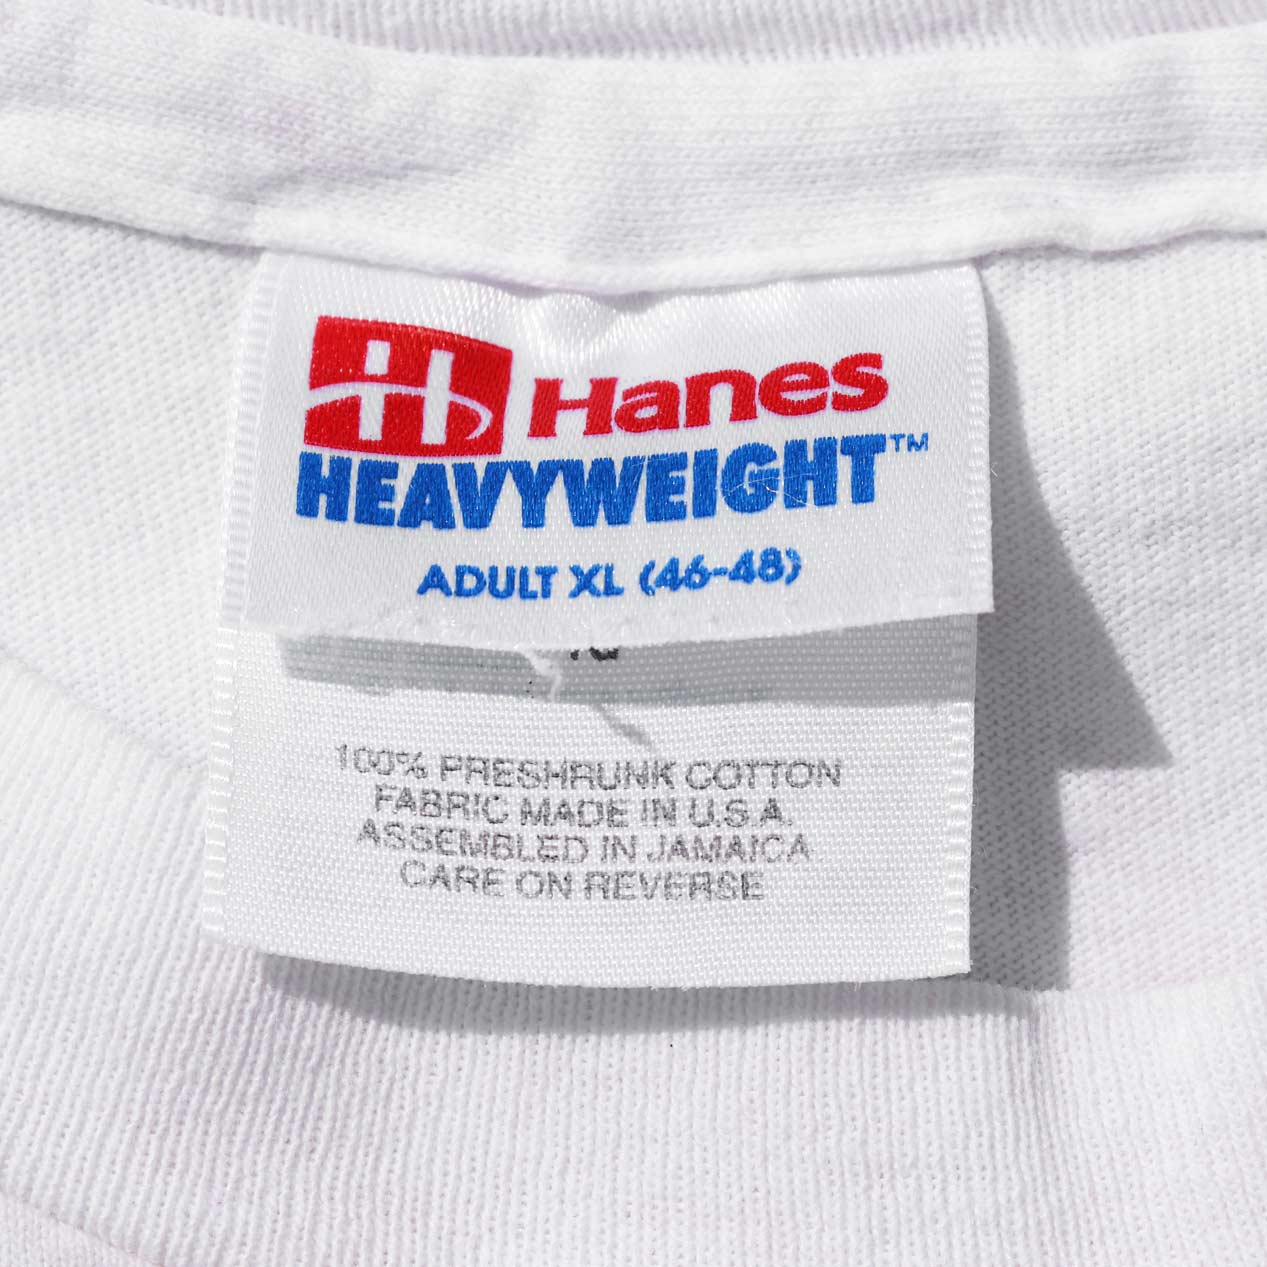 H Hanes
HEAVYWEIGHT™
ADULT XL (46-48)
100% PRESHRUNK COTTON
FABRIC MADE IN U.S.A.
ASSEMBLED IN JAMAICA
CARE ON REVERSE